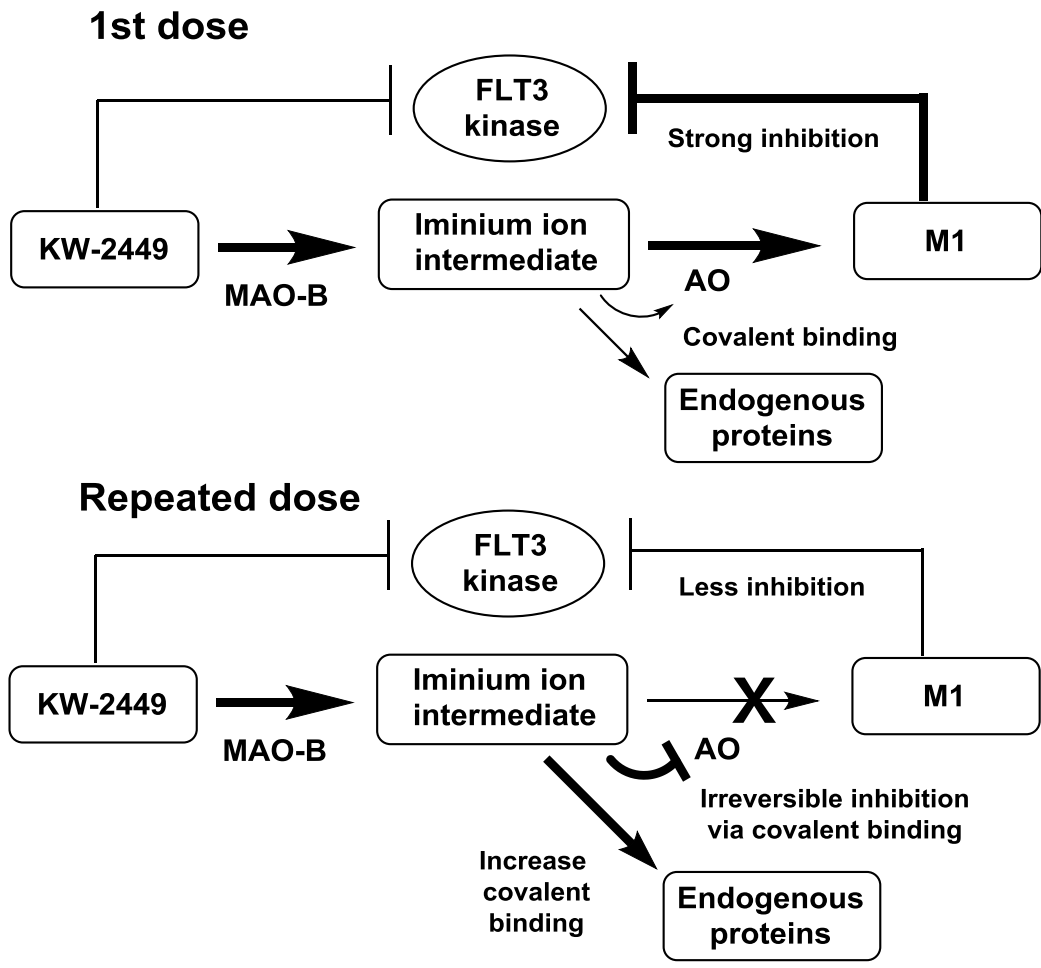 1st dose
FLT3
kinase
Strong inhibition
KW-2449
MAO-B
Iminium ion
intermediate
AO
M1
Covalent binding
Endogenous
proteins
Repeated dose
FLT3
kinase
Less inhibition
KW-2449
MAO-B
Iminium ion
intermediate
X
AO
M1
Irreversible inhibition
via covalent binding
Increase
covalent
binding
Endogenous
proteins